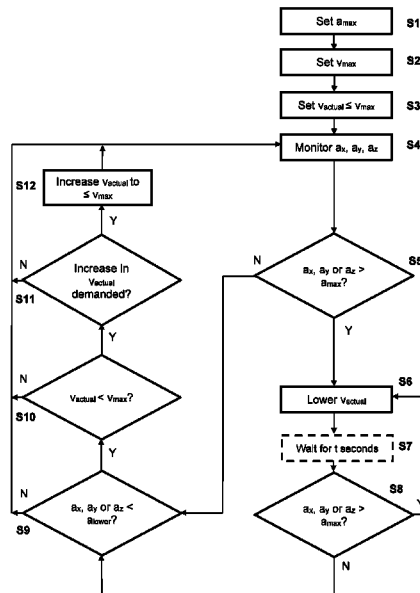 Set amax
S1
Set vmax
S2
Set vactual ≤ vmax
S3
Monitor ax, ay, az
S4
S12
Increase vactual to
≤ vmax
Y
N
Increase in
vactual
demanded?
S11
N
ax, ay or az >
amax?
S5
Y
Y
N
vactual < vmax?
S10
S6
Lower vactual
Wait for t seconds
S7
Y
N
ax, ay or az <
alower?
S9
S8
ax, ay or az >
amax?
Y
N